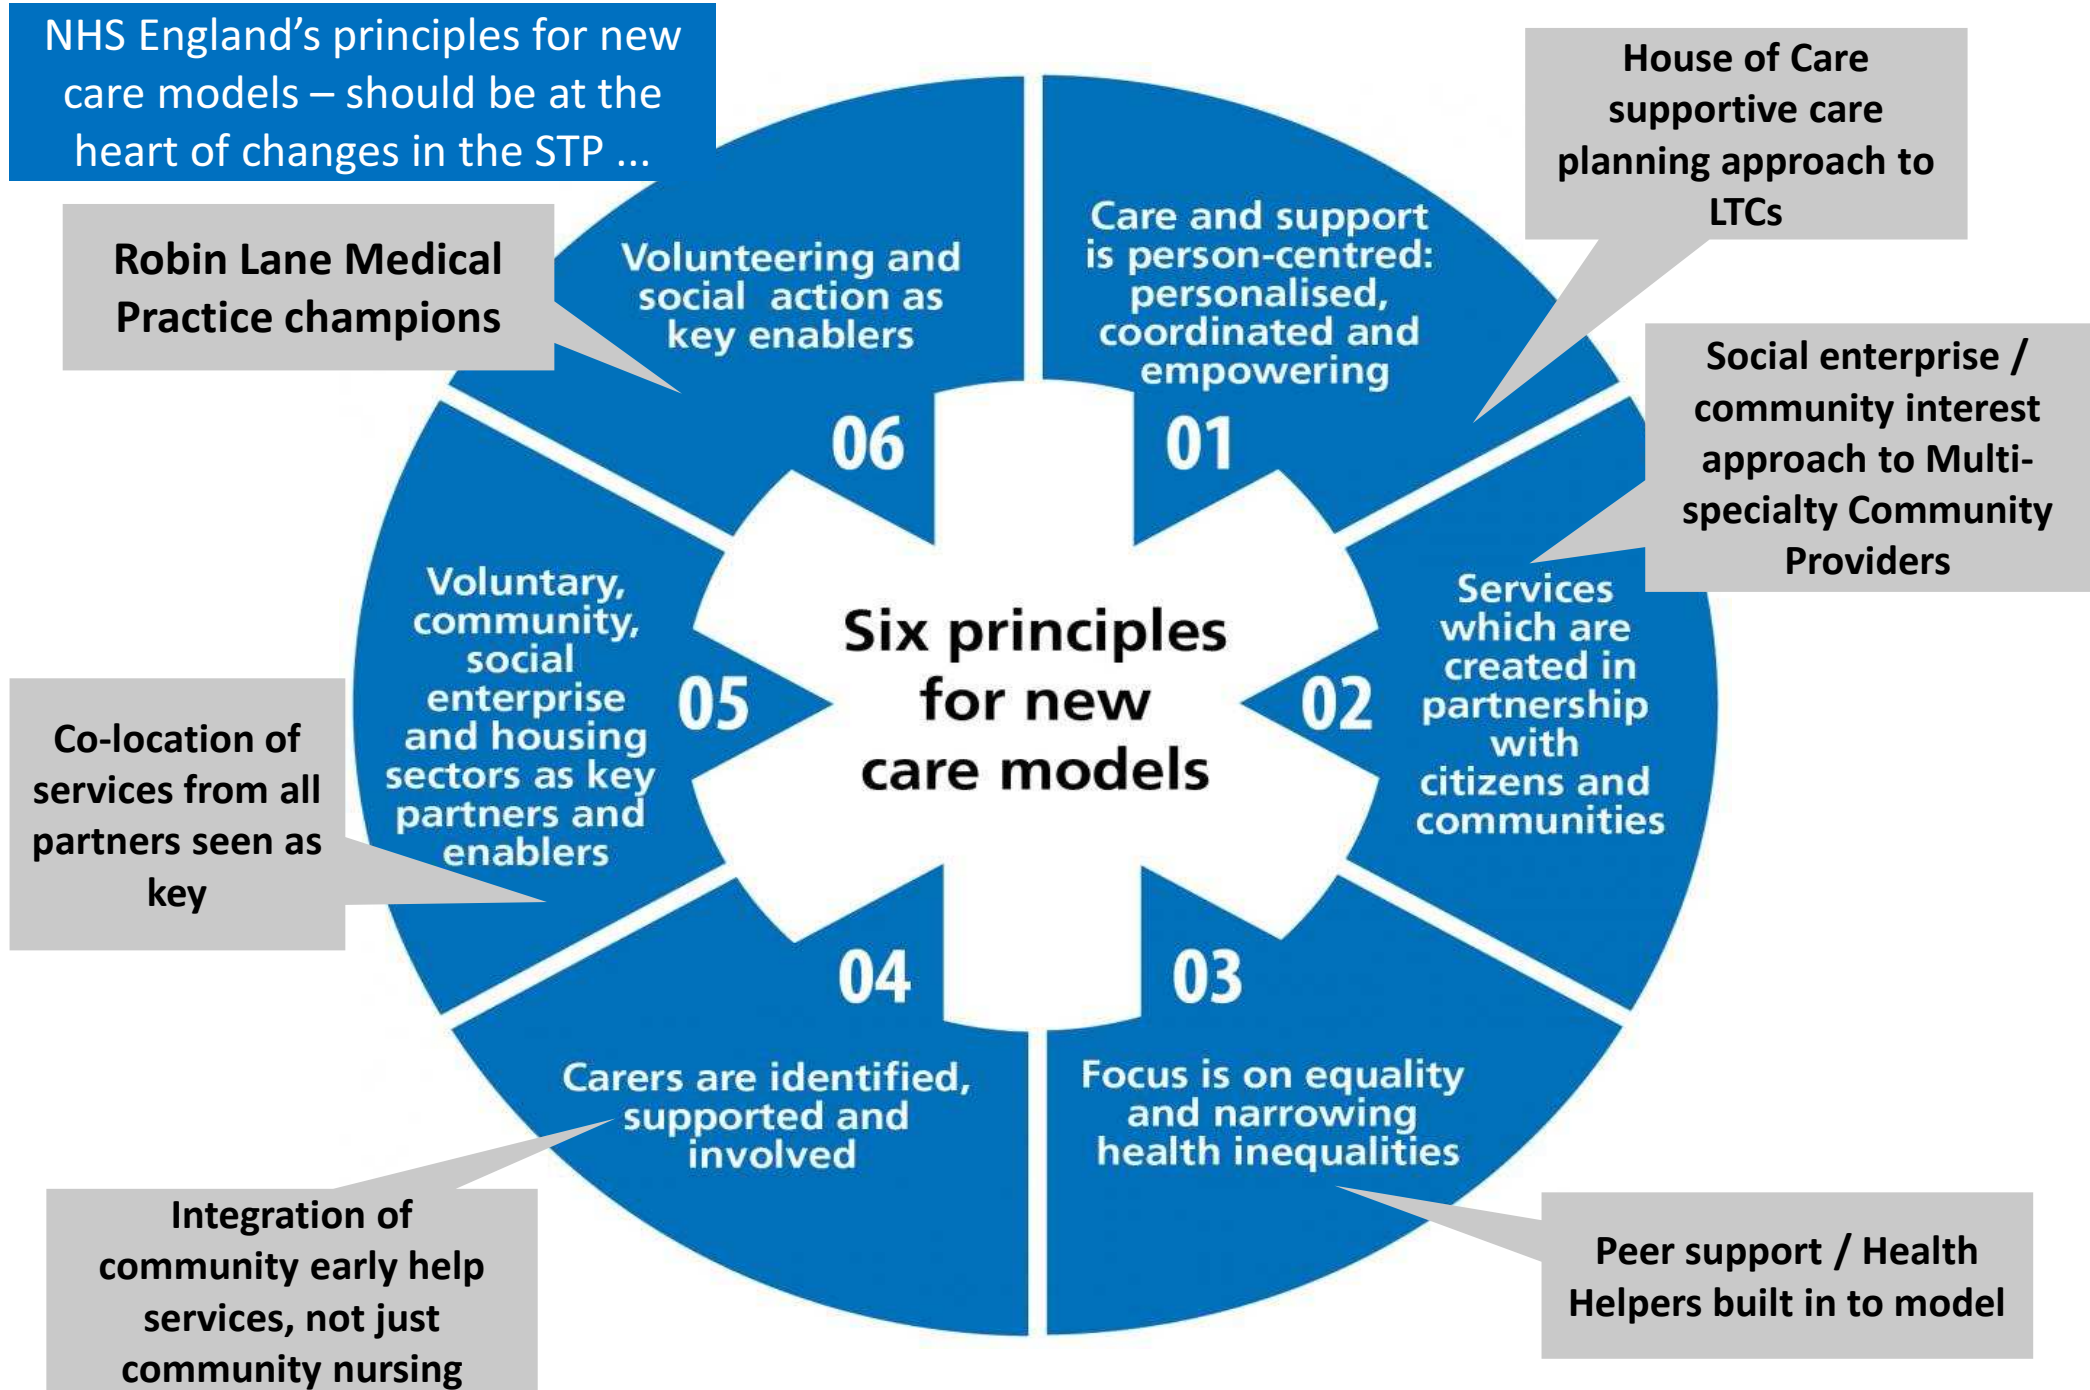 NHS England’s principles for new
care models – should be at the
heart of changes in the STP ...
House of Care
supportive care
planning approach to
LTCs
Robin Lane Medical
Practice champions
Volunteering and
social action as
key enablers
06
Care and support
is person-centred:
personalised,
coordinated and
empowering
01
Social enterprise /
community interest
approach to Multi-
specialty Community
Providers
Voluntary,
community,
social
enterprise
and housing
sectors as key
partners and
enablers
05
Six principles
for new
care models
02
Services
which are
created in
partnership
with
citizens and
communities
Co-location of
services from all
partners seen as
key
04
Carers are identified,
supported and
involved
03
Focus is on equality
and narrowing
health inequalities
Integration of
community early help
services, not just
community nursing
Peer support / Health
Helpers built in to model